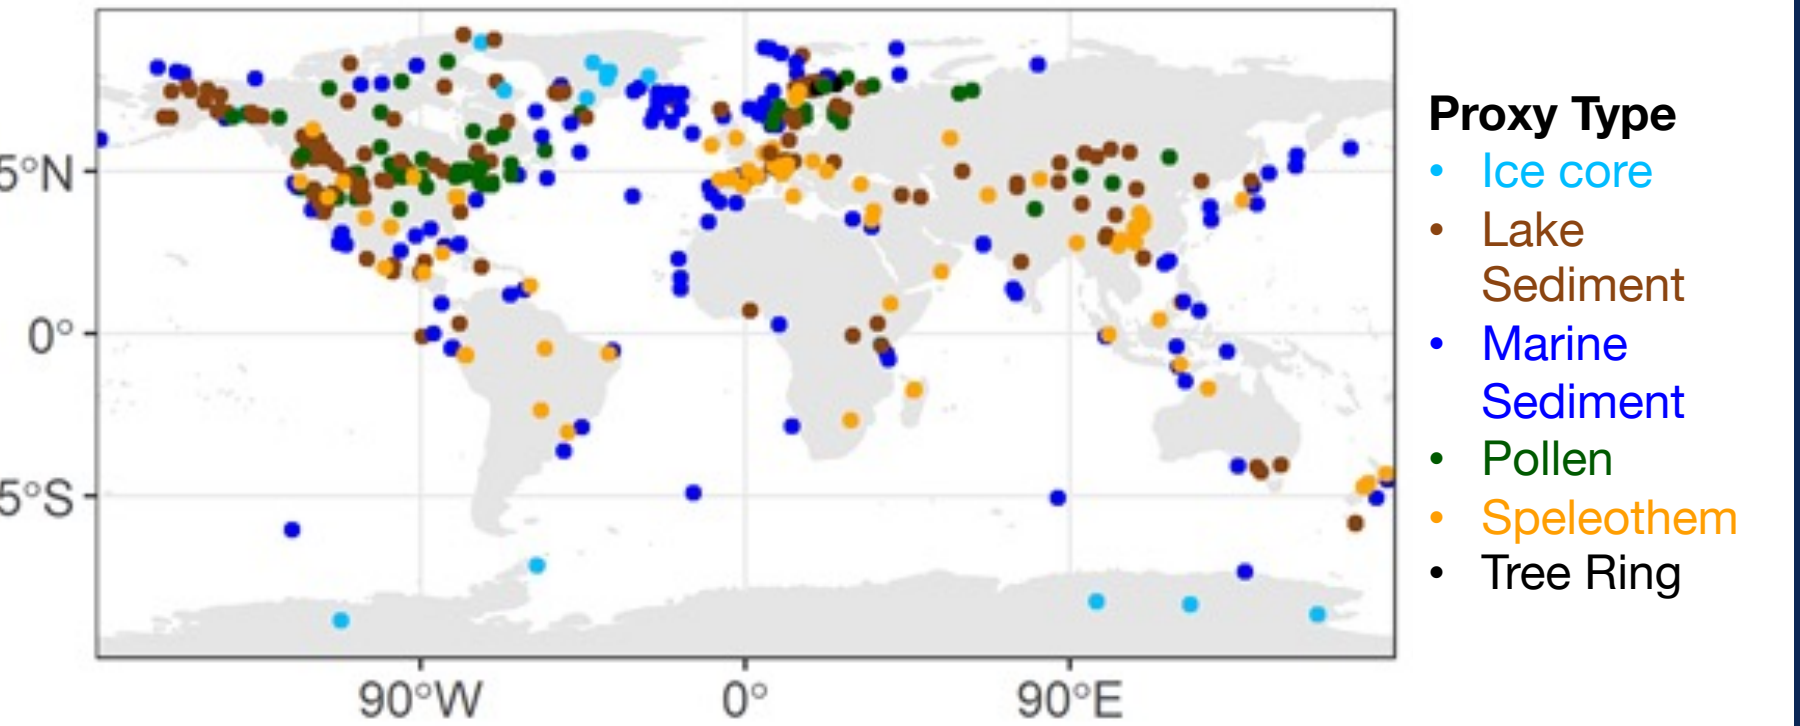 Proxy Type
• Ice core
• Lake
Sediment
• Marine
Sediment
• Pollen
• Speleothem
• Tree Ring
5°N
0°
5°S
90°W
0°
90°E